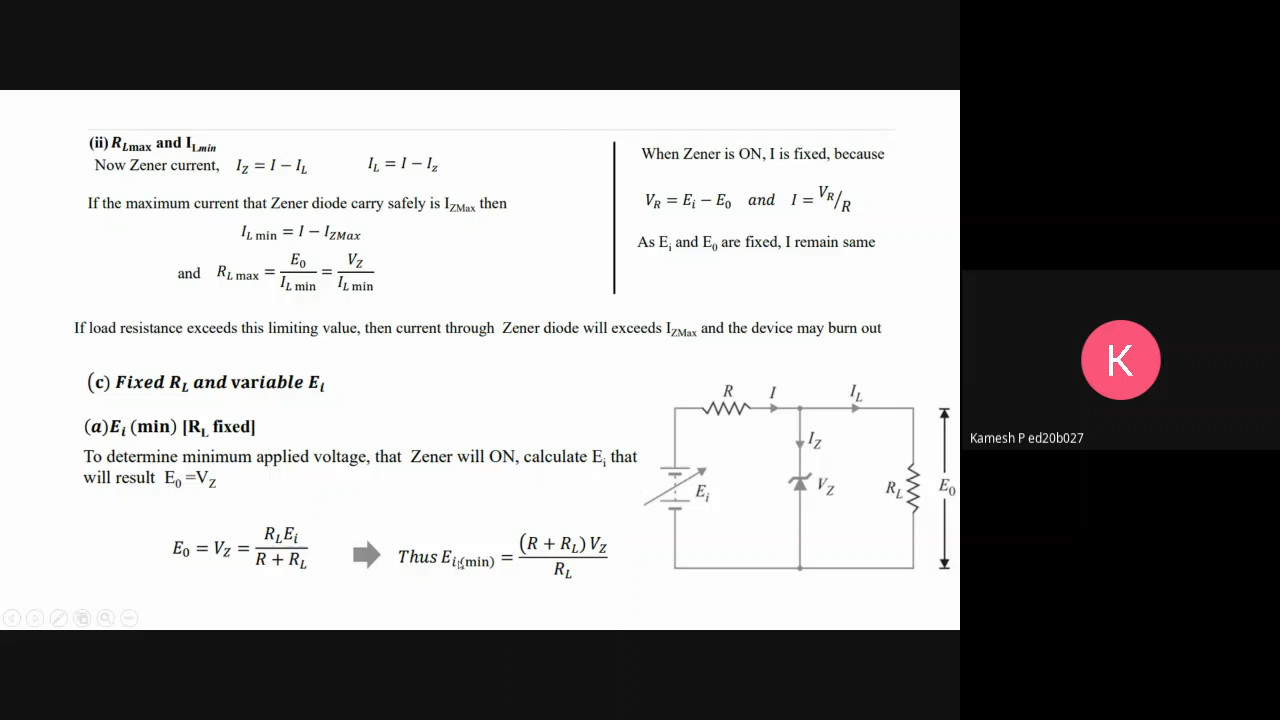 (ii) R_Lmax and I_Lmin
Now Zener current, I_Z = I − I_L I_L = I − I_z
If the maximum current that Zener diode carry safely is I_ZMax then
I_L min = I − I_ZMax
and R_L max = E_0 / I_L min = V_Z / I_L min
When Zener is ON, I is fixed, because
V_R = E_i − E_0 and I = V_R/R
As E_i and E_0 are fixed, I remain same
If load resistance exceeds this limiting value, then current through Zener diode will exceeds I_ZMax and the device may burn out
(c) Fixed R_L and variable E_i
(a)E_i (min) [R_L fixed]
To determine minimum applied voltage, that Zener will ON, calculate E_i that
will result E_0 =V_Z
E_0 = V_Z = R_L E_i / R + R_L
Thus E_i(min) = (R + R_L) V_Z / R_L
R I I_L
I_Z
E_i V_Z R_L E_0
K
Kamesh P ed20b027